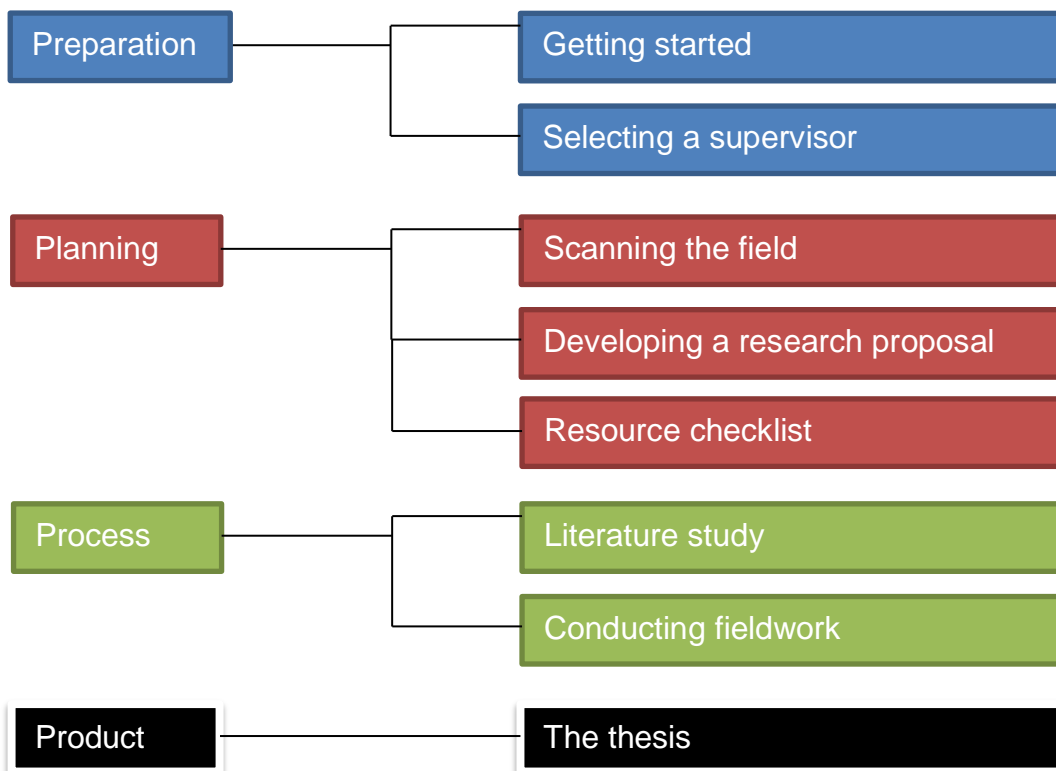 Preparation
Getting started
Selecting a supervisor
Planning
Scanning the field
Developing a research proposal
Resource checklist
Process
Literature study
Conducting fieldwork
Product
The thesis